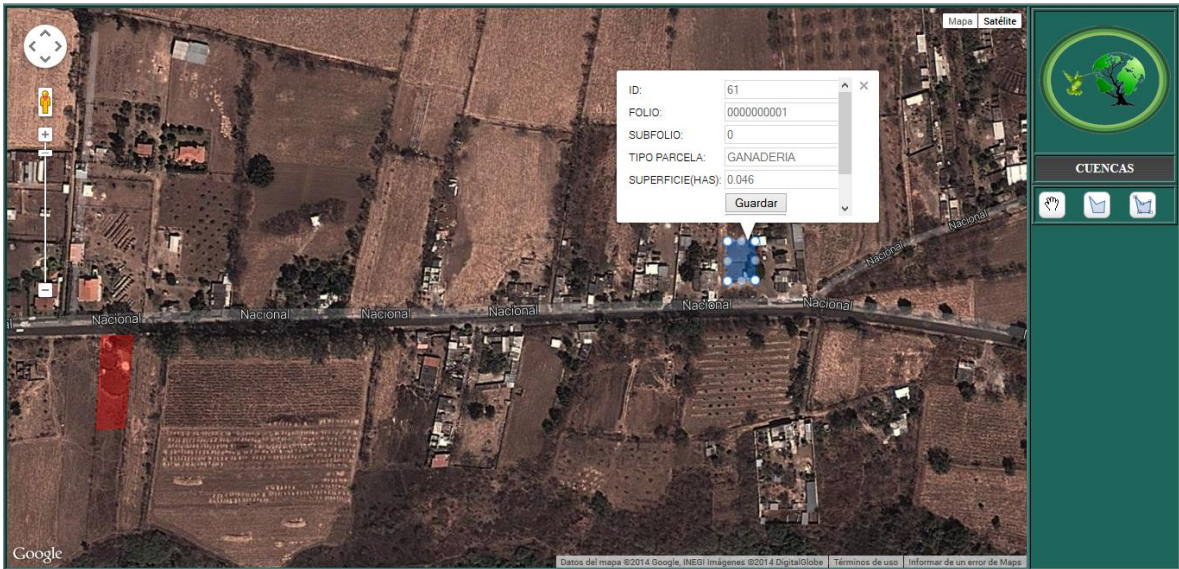 Mapa Satélite
ID: 61
FOLIO: 0000000001
SUBFOLIO: 0
TIPO PARCELA: GANADERIA
SUPERFICIE(HAS): 0.046
Guardar
CUENCAS
Nacional
Nacional
Nacional Nacional Nacional Nacional Nacional Nacional
Google
Datos del mapa ©2014 Google, INEGI Imágenes ©2014 DigitalGlobe Términos de uso Informar de un error de Maps